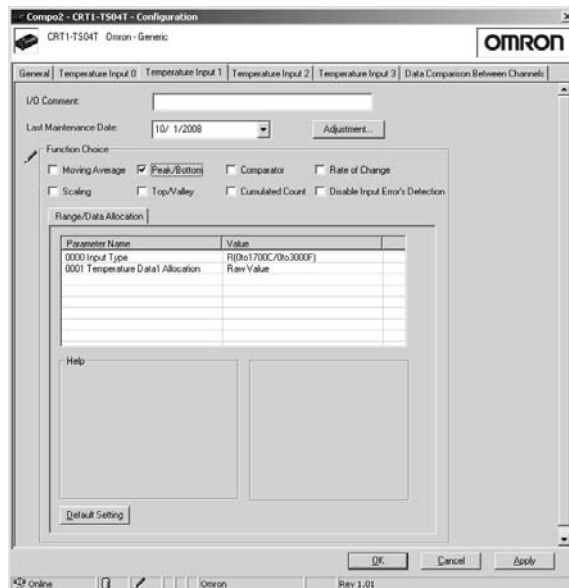 Compo2 - CRT1-TS04T - Configuration
CRT1-TS04T Omron - Generic
OMRON
General Temperature Input 0 Temperature Input 1 Temperature Input 2 Temperature Input 3 Data Comparison Between Channels
I/O Comment:
Last Maintenance Date: 10/ 1/2008 Adjustment...
Function Choice
Moving Average Peak/Bottom Comparator Rate of Change
Scaling Top/Valley Cumulated Count Disable Input Error's Detection
Range/Data Allocation
Parameter Name Value
0000 Input Type R(0to1700C/0to3000F)
0001 Temperature Data1 Allocation Raw Value
Help
Default Setting
OK Cancel Apply
Online Omron Rev 1.01